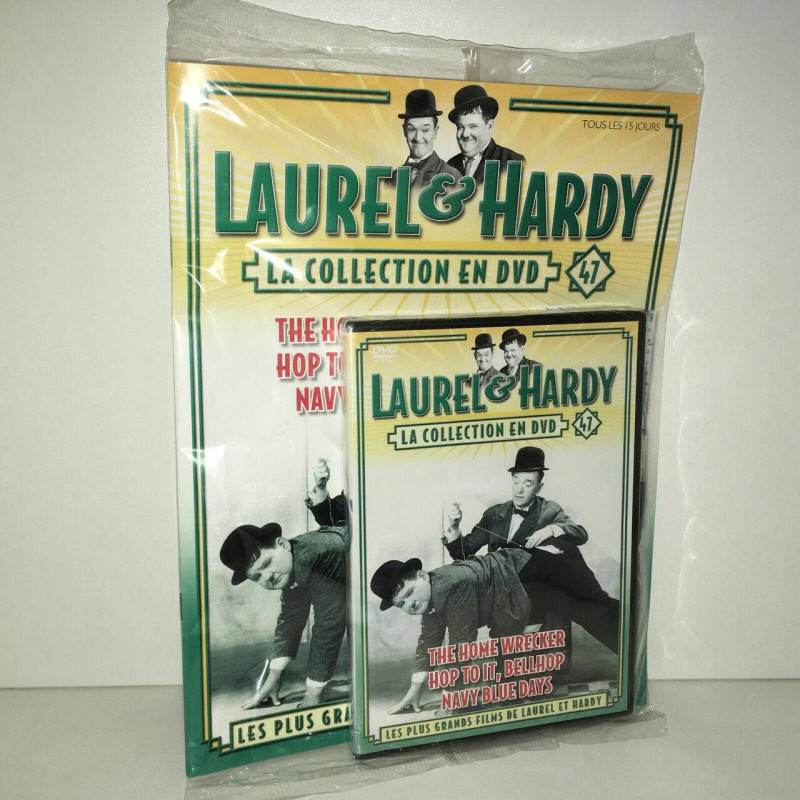 TOUS LES 15 JOURS
LAUREL & HARDY
LA COLLECTION EN DVD 47
THE HO
HOP T
NAVY
LES PLUS GRA
DVD
LAUREL & HARDY
LA COLLECTION EN DVD 47
THE HOME WRECKER
HOP TO IT, BELLHOP
NAVY BLUE DAYS
LES PLUS GRANDS FILMS DE LAUREL ET HARDY